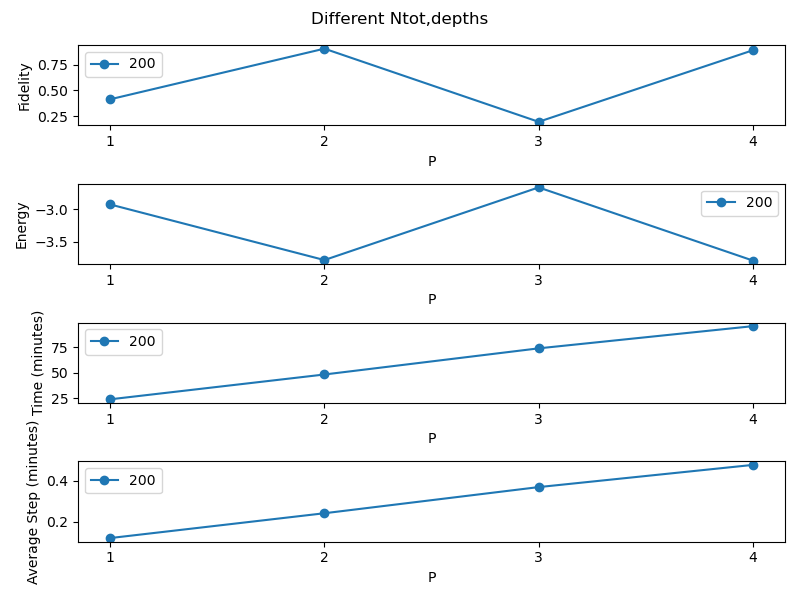 Different Ntot,depths
Fidelity
0.75
0.50
0.25
200
1 2 3 4
P
Energy
−3.0
−3.5
200
1 2 3 4
P
Time (minutes)
75
50
25
200
1 2 3 4
P
Average Step (minutes)
0.4
0.2
200
1 2 3 4
P